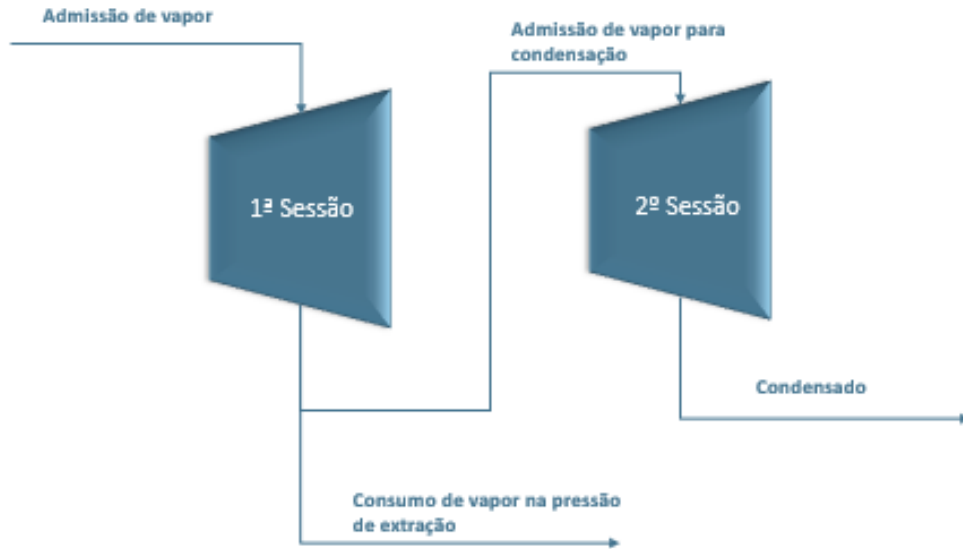 Admissão de vapor
Admissão de vapor para
condensação
1ª Sessão
2º Sessão
Condensado
Consumo de vapor na pressão
de extração